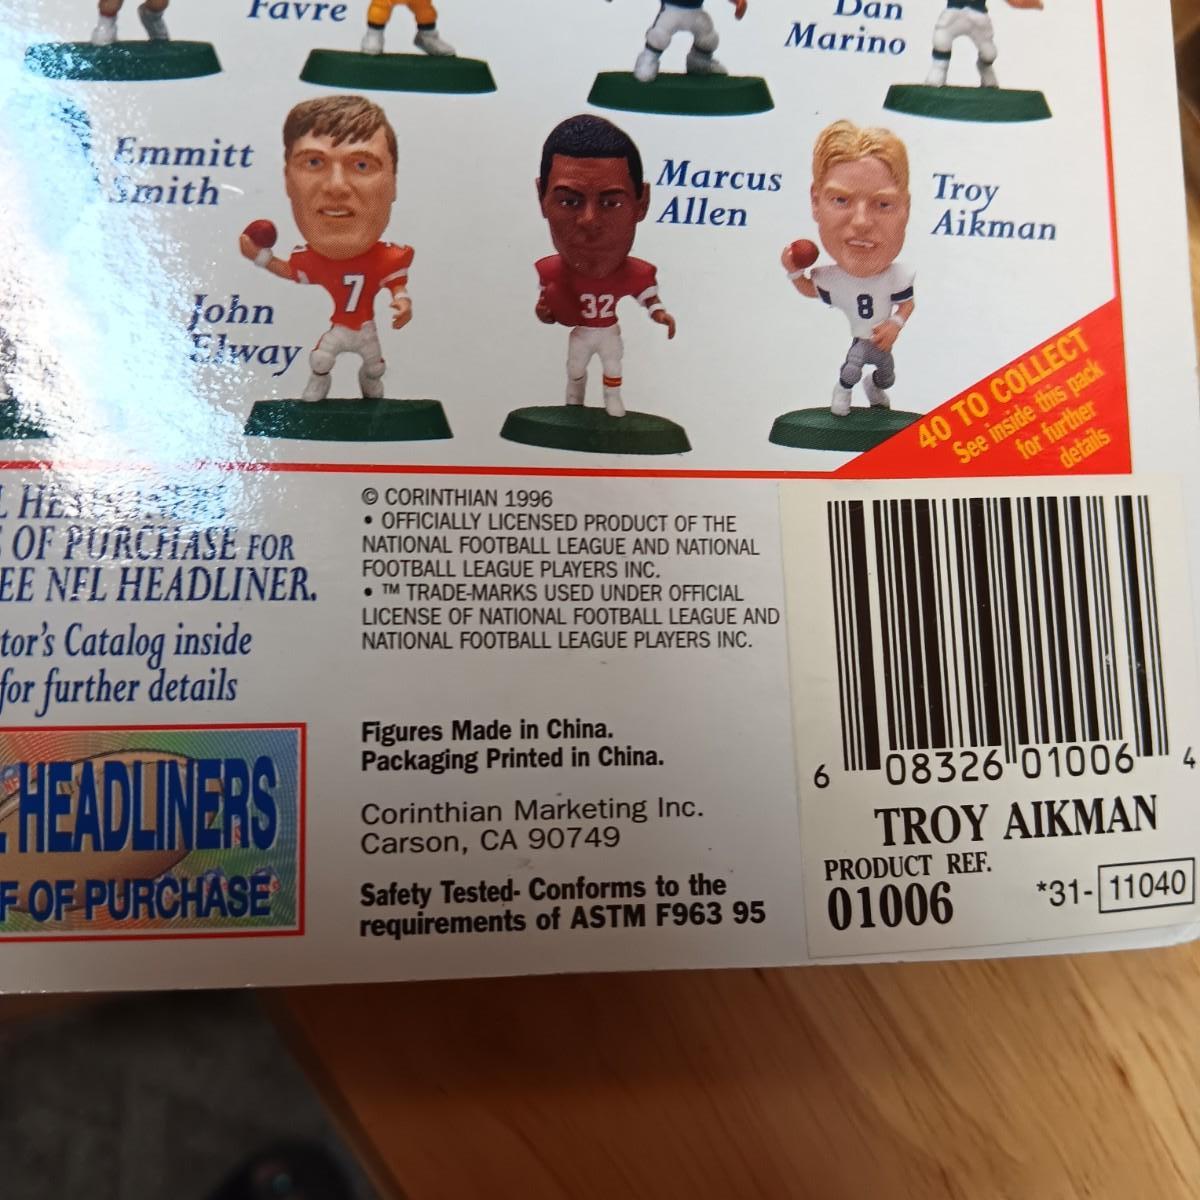 Favre
Dan
Marino
Emmitt
Smith
Marcus
Allen
Troy
Aikman
John
Elway
7
32
8
40 TO COLLECT
See inside this pack
for further
details
OF PURCHASE FOR
NFL HEADLINER.
Catalog inside
for further details
HEADLINERS
OF PURCHASE
© CORINTHIAN 1996
• OFFICIALLY LICENSED PRODUCT OF THE
NATIONAL FOOTBALL LEAGUE AND NATIONAL
FOOTBALL LEAGUE PLAYERS INC.
• ™ TRADE-MARKS USED UNDER OFFICIAL
LICENSE OF NATIONAL FOOTBALL LEAGUE AND
NATIONAL FOOTBALL LEAGUE PLAYERS INC.
Figures Made in China.
Packaging Printed in China.
Corinthian Marketing Inc.
Carson, CA 90749
Safety Tested- Conforms to the
requirements of ASTM F963 95
6 08326 01006 4
TROY AIKMAN
PRODUCT REF.
01006
*31- 11040